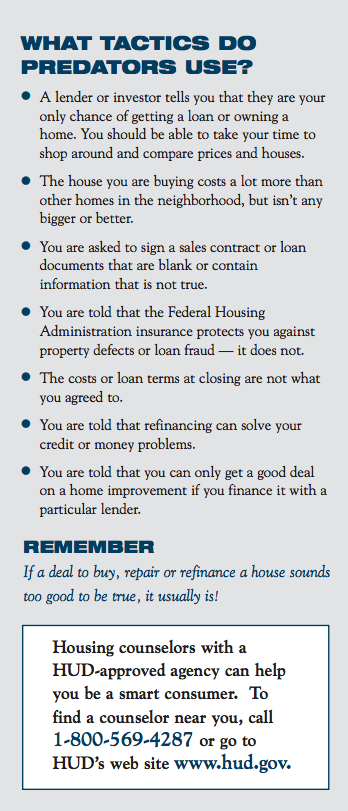 WHAT TACTICS DO
PREDATORS USE?
• A lender or investor tells you that they are your
only chance of getting a loan or owning a
home. You should be able to take your time to
shop around and compare prices and houses.
• The house you are buying costs a lot more than
other homes in the neighborhood, but isn't any
bigger or better.
• You are asked to sign a sales contract or loan
documents that are blank or contain
information that is not true.
• You are told that the Federal Housing
Administration insurance protects you against
property defects or loan fraud — it does not.
• The costs or loan terms at closing are not what
you agreed to.
• You are told that refinancing can solve your
credit or money problems.
• You are told that you can only get a good deal
on a home improvement if you finance it with a
particular lender.
REMEMBER
If a deal to buy, repair or refinance a house sounds
too good to be true, it usually is!
Housing counselors with a
HUD-approved agency can help
you be a smart consumer. To
find a counselor near you, call
1-800-569-4287 or go to
HUD's web site www.hud.gov.